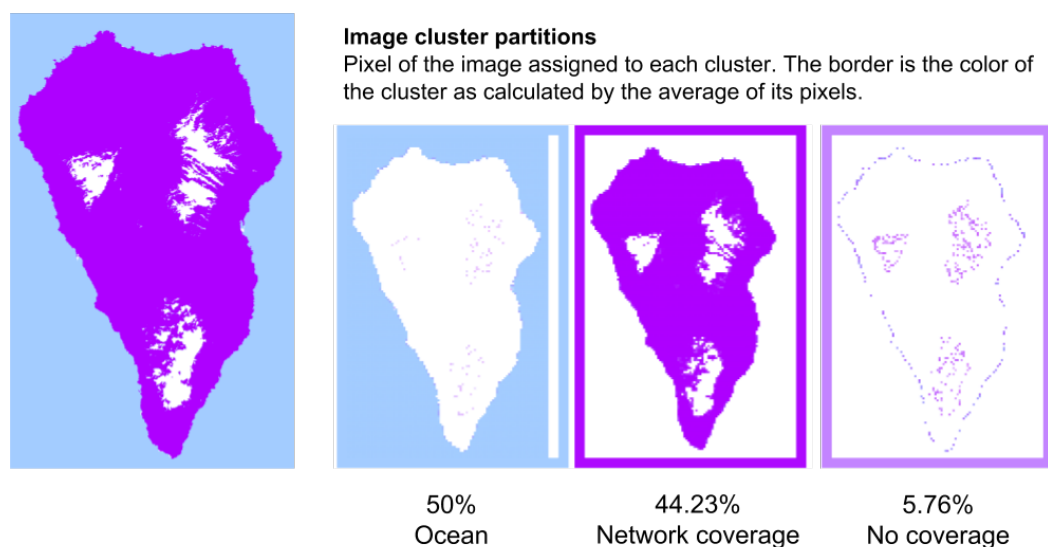 Image cluster partitions
Pixel of the image assigned to each cluster. The border is the color of
the cluster as calculated by the average of its pixels.
50%
Ocean
44.23%
Network coverage
5.76%
No coverage